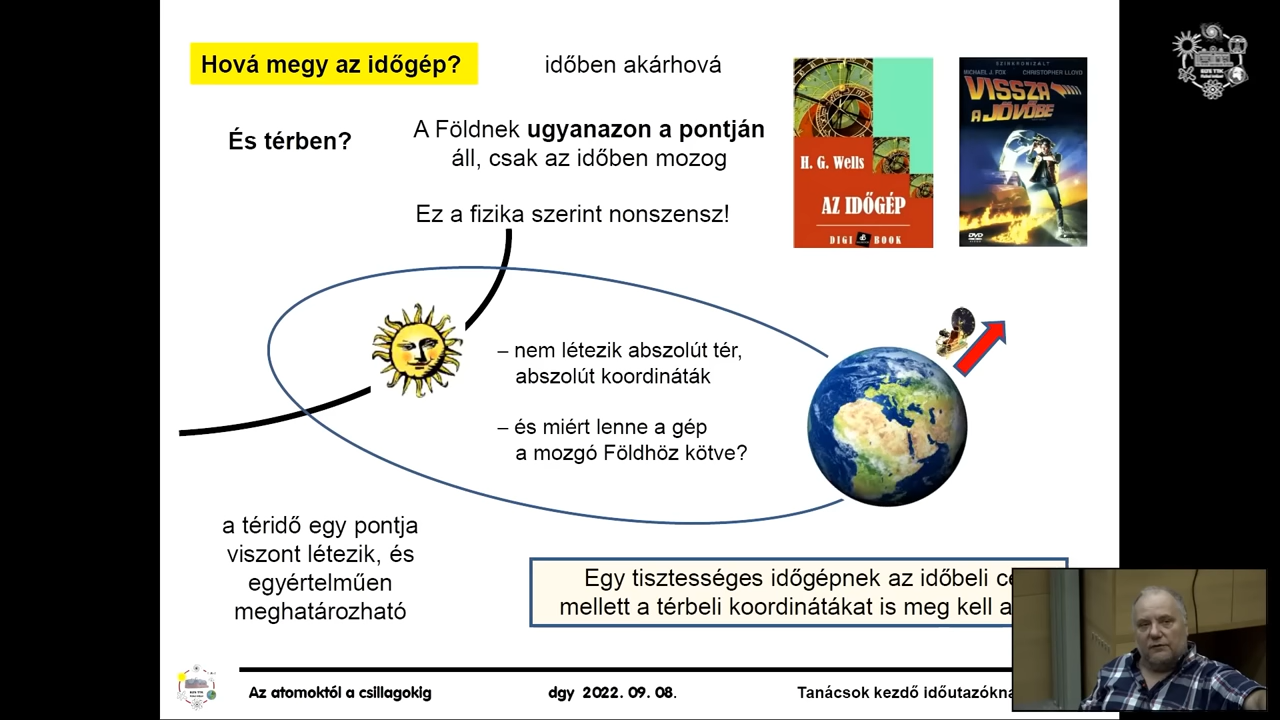 Hová megy az időgép?
időben akárhová
És térben?
A Földnek ugyanazon a pontján
áll, csak az időben mozog
Ez a fizika szerint nonszensz!
H. G. Wells
AZ IDŐGÉP
DIGI BOOK
SZINKRONIZÁLT
MICHAEL J. FOX CHRISTOPHER LLOYD
VISSZA
A JÖVŐBE
DVD
– nem létezik abszolút tér,
abszolút koordináták
– és miért lenne a gép
a mozgó Földhöz kötve?
a téridő egy pontja
viszont létezik, és
egyértelműen
meghatározható
Egy tisztességes időgépnek az időbeli
mellett a térbeli koordinátákat is meg kell
Az atomoktól a csillagokig
dgy 2022. 09. 08.
Tanácsok kezdő